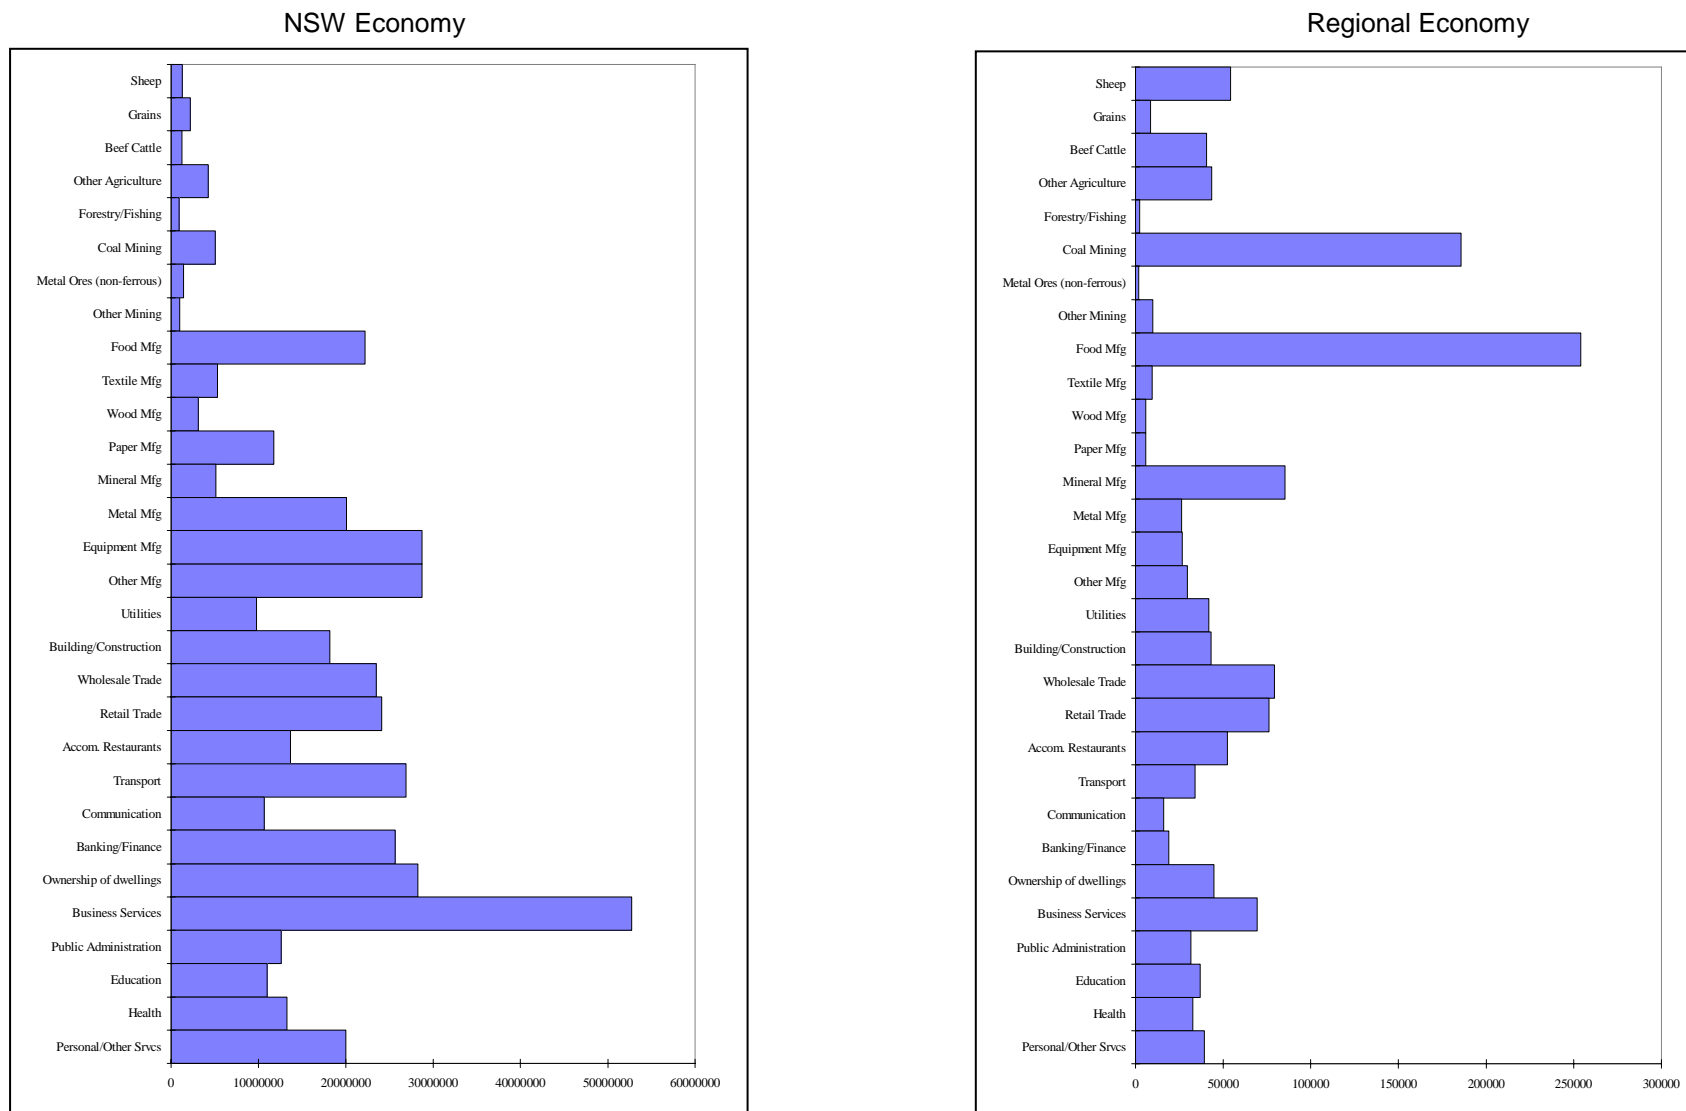 NSW Economy
Sheep
Grains
Beef Cattle
Other Agriculture
Forestry/Fishing
Coal Mining
Metal Ores (non-ferrous)
Other Mining
Food Mfg
Textile Mfg
Wood Mfg
Paper Mfg
Mineral Mfg
Metal Mfg
Equipment Mfg
Other Mfg
Utilities
Building/Construction
Wholesale Trade
Retail Trade
Accom. Restaurants
Transport
Communication
Banking/Finance
Ownership of dwellings
Business Services
Public Administration
Education
Health
Personal/Other Srvcs
0 10000000 20000000 30000000 40000000 50000000 60000000
Regional Economy
Sheep
Grains
Beef Cattle
Other Agriculture
Forestry/Fishing
Coal Mining
Metal Ores (non-ferrous)
Other Mining
Food Mfg
Textile Mfg
Wood Mfg
Paper Mfg
Mineral Mfg
Metal Mfg
Equipment Mfg
Other Mfg
Utilities
Building/Construction
Wholesale Trade
Retail Trade
Accom. Restaurants
Transport
Communication
Banking/Finance
Ownership of dwellings
Business Services
Public Administration
Education
Health
Personal/Other Srvcs
0 50000 100000 150000 200000 250000 300000